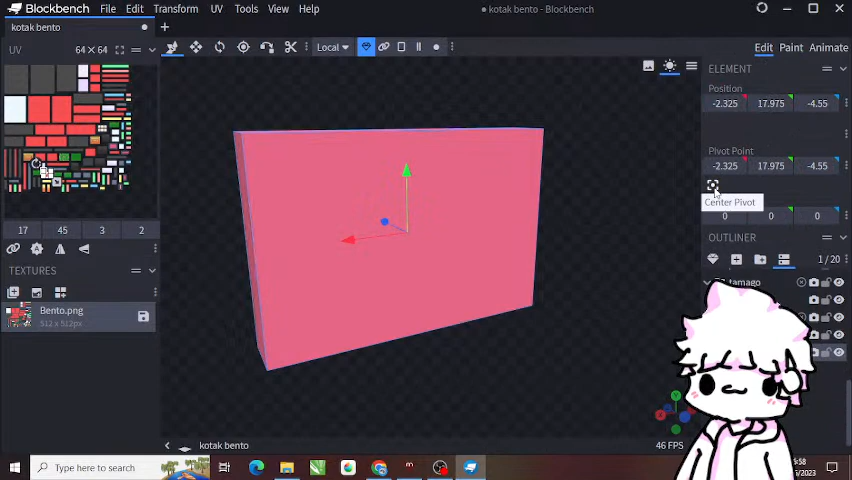 File Edit Transform UV Tools View Help
kotak bento - Blockbench
kotak bento
UV 64 × 64
Local
Edit Paint Animate
ELEMENT
Position
-2.325 17.975 -4.55
Pivot Point
-2.325 17.975 -4.55
Center Pivot
0 0 0
17 45 3 2
OUTLINER
1 / 20
tamago
TEXTURES
Bento.png
512 x 512px
kotak bento
46 FPS
Type here to search